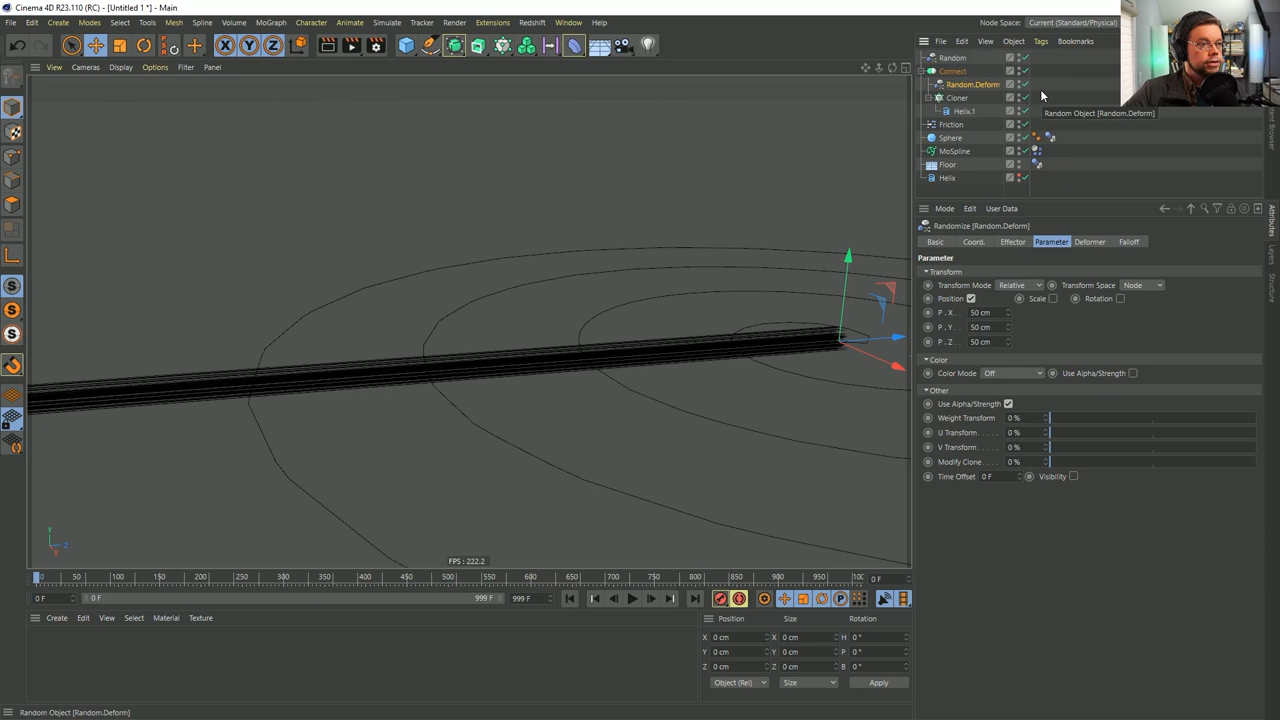 Cinema 4D R23.110 (RC) - [Untitled 1 *] - Main
File Edit Create Modes Select Tools Mesh Spline Volume MoGraph Character Animate Simulate Tracker Render Extensions Redshift Window Help
Node Space: Current (Standard/Physical)
X Y Z
View Cameras Display Options Filter Panel
File Edit View Object Tags Bookmarks
Random
Connect
Random.Deform
Cloner
Helix.1
Friction
Sphere
MoSpline
Floor
Helix
Random Object [Random.Deform]
Mode Edit User Data
Randomize [Random.Deform]
Basic Coord. Effector Parameter Deformer Falloff
Parameter
Transform
Transform Mode Relative Transform Space Node
Position Scale Rotation
P . X . . 50 cm
P . Y . . 50 cm
P . Z . . 50 cm
Color
Color Mode Off Use Alpha/Strength
Other
Use Alpha/Strength
Weight Transform 0 %
U Transform . . . . . 0 %
V Transform . . . . . 0 %
Modify Clone . . . . 0 %
Time Offset 0 F Visibility
Attributes
Layers
Structure
Y
Z
X
FPS : 222.2
0 50 100 150 200 250 300 350 400 450 500 550 600 650 700 750 800 850 900 950 100 0 F
0 F 0 F 999 F 999 F
Create Edit View Select Material Texture
Position Size Rotation
X 0 cm X 0 cm H 0 °
Y 0 cm Y 0 cm P 0 °
Z 0 cm Z 0 cm B 0 °
Object (Rel) Size Apply
Random Object [Random.Deform]